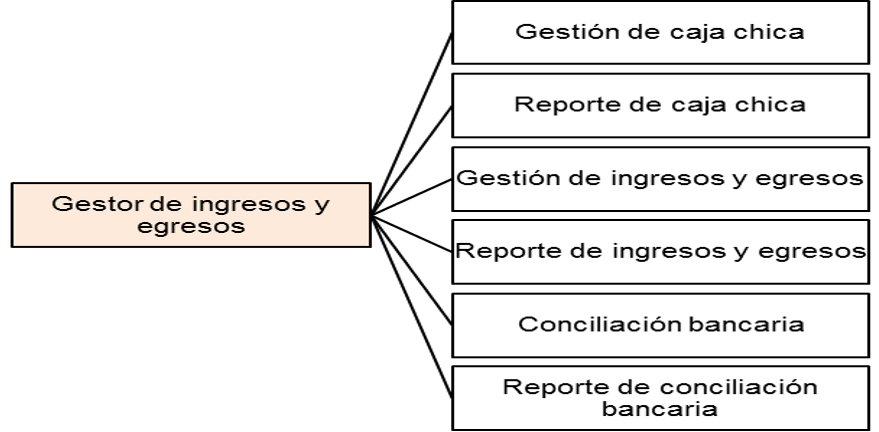 Gestor de ingresos y
egresos
Gestión de caja chica
Reporte de caja chica
Gestión de ingresos y egresos
Reporte de ingresos y egresos
Conciliación bancaria
Reporte de conciliación
bancaria